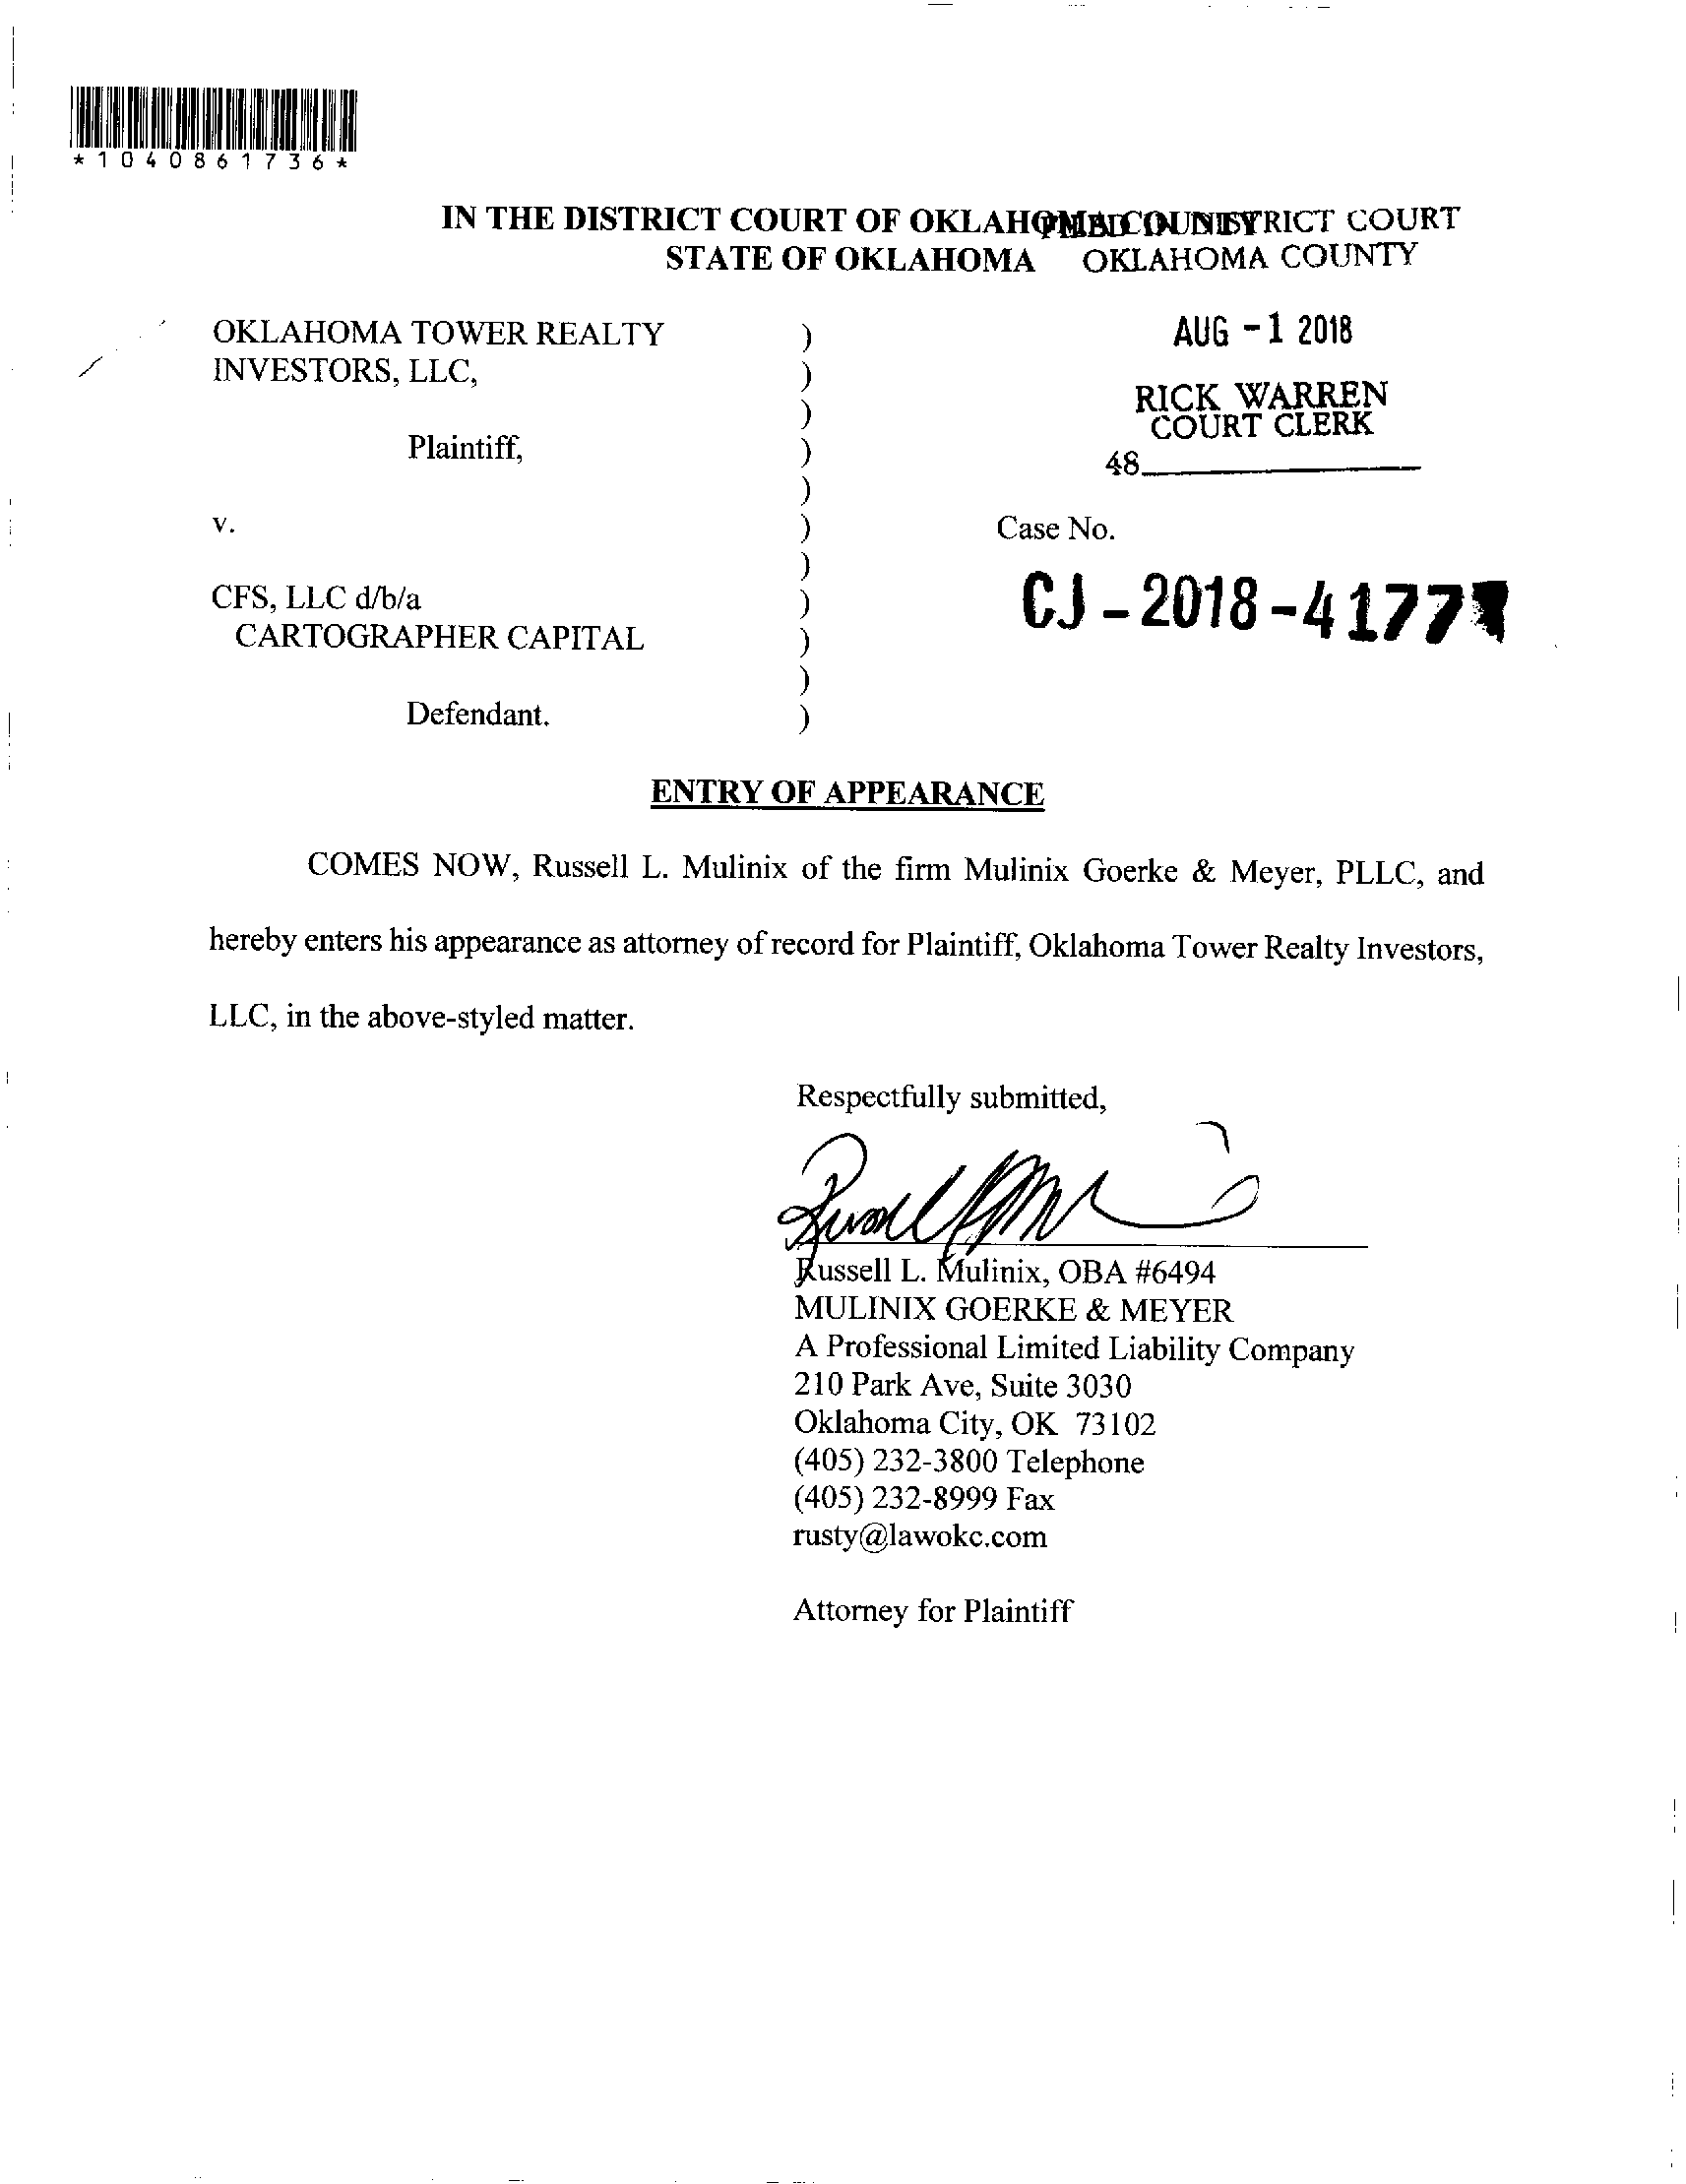 *1040861736*
IN THE DISTRICT COURT OF OKLAHOMA COUNTY
STATE OF OKLAHOMA
FILED IN DISTRICT COURT
OKLAHOMA COUNTY
AUG -1 2018
RICK WARREN
COURT CLERK
48
OKLAHOMA TOWER REALTY )
INVESTORS, LLC, )
)
Plaintiff, )
)
v. ) Case No.
)
CFS, LLC d/b/a ) CJ-2018-4177
CARTOGRAPHER CAPITAL )
)
Defendant. )
ENTRY OF APPEARANCE
COMES NOW, Russell L. Mulinix of the firm Mulinix Goerke & Meyer, PLLC, and
hereby enters his appearance as attorney of record for Plaintiff, Oklahoma Tower Realty Investors,
LLC, in the above-styled matter.
Respectfully submitted,
Russell L. Mulinix, OBA #6494
MULINIX GOERKE & MEYER
A Professional Limited Liability Company
210 Park Ave, Suite 3030
Oklahoma City, OK 73102
(405) 232-3800 Telephone
(405) 232-8999 Fax
rusty@lawokc.com
Attorney for Plaintiff